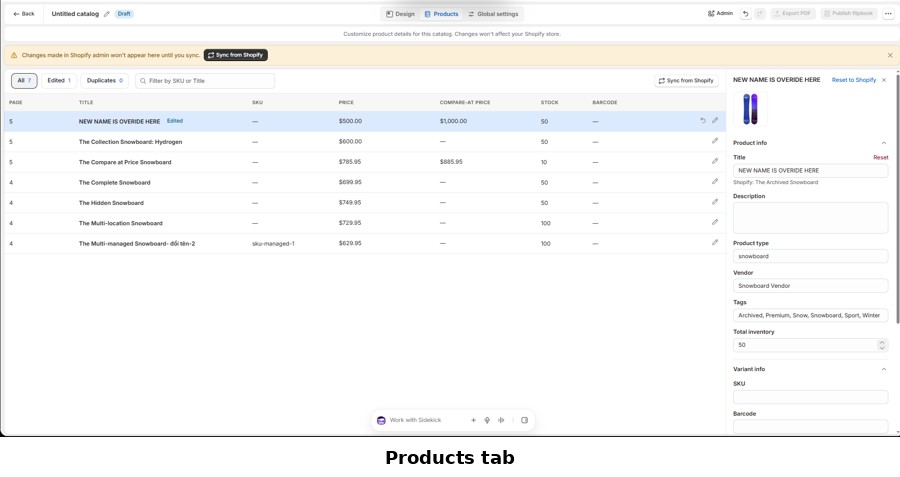 Back Untitled catalog Draft Design Products Global settings Admin Export PDF Publish flipbook
Customize product details for this catalog. Changes won't affect your Shopify store.
Changes made in Shopify admin won't appear here until you sync. Sync from Shopify
All 7 Edited 1 Duplicates 0 Filter by SKU or Title Sync from Shopify
PAGE TITLE SKU PRICE COMPARE-AT PRICE STOCK BARCODE
5 NEW NAME IS OVERIDE HERE Edited — $500.00 $1,000.00 50 —
5 The Collection Snowboard: Hydrogen — $600.00 — 50 —
5 The Compare at Price Snowboard — $785.95 $885.95 10 —
4 The Complete Snowboard — $699.95 — 50 —
4 The Hidden Snowboard — $749.95 — 50 —
4 The Multi-location Snowboard — $729.95 — 100 —
4 The Multi-managed Snowboard- đổi tên-2 sku-managed-1 $629.95 — 100 —
NEW NAME IS OVERIDE HERE Reset to Shopify
Product info
Title Reset
NEW NAME IS OVERIDE HERE
Shopify: The Archived Snowboard
Description
Product type
snowboard
Vendor
Snowboard Vendor
Tags
Archived, Premium, Snow, Snowboard, Sport, Winter
Total inventory
50
Variant info
SKU
Barcode
Work with Sidekick
Products tab